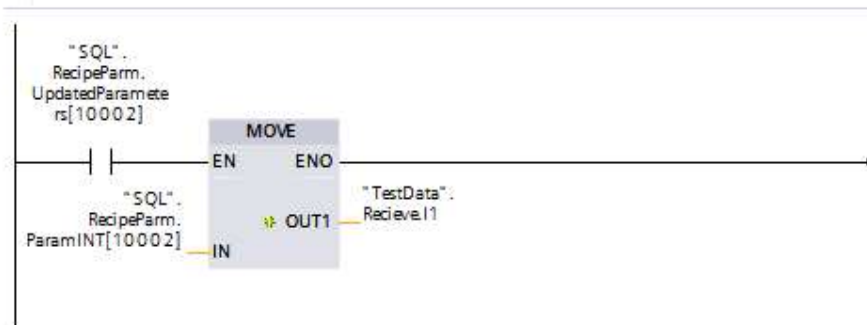 "SQL".
RecipeParm.
UpdatedParamete
rs[10002]
MOVE
EN ENO
"SQL".
RecipeParm.
ParamINT[10002]
IN
OUT1
"TestData".
Recieve.I1